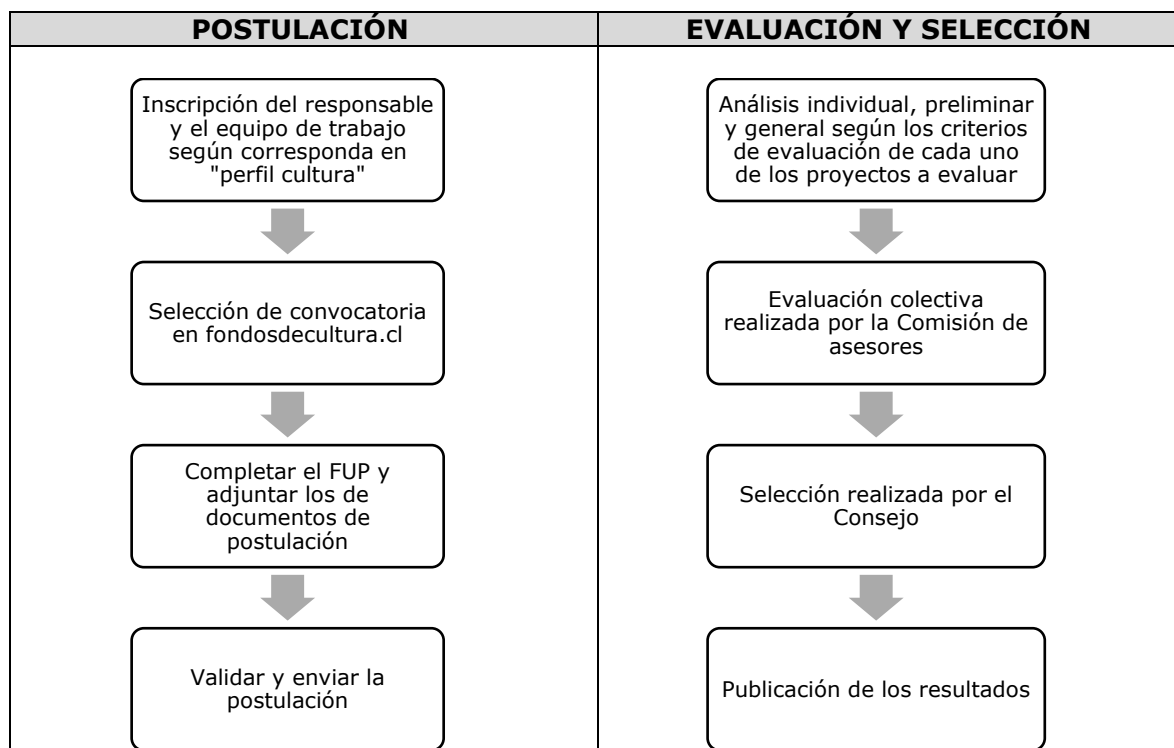 POSTULACIÓN
Inscripción del responsable
y el equipo de trabajo
según corresponda en
"perfil cultura"
Selección de convocatoria
en fondosdecultura.cl
Completar el FUP y
adjuntar los de
documentos de
postulación
Validar y enviar la
postulación
EVALUACIÓN Y SELECCIÓN
Análisis individual, preliminar
y general según los criterios
de evaluación de cada uno
de los proyectos a evaluar
Evaluación colectiva
realizada por la Comisión de
asesores
Selección realizada por el
Consejo
Publicación de los resultados